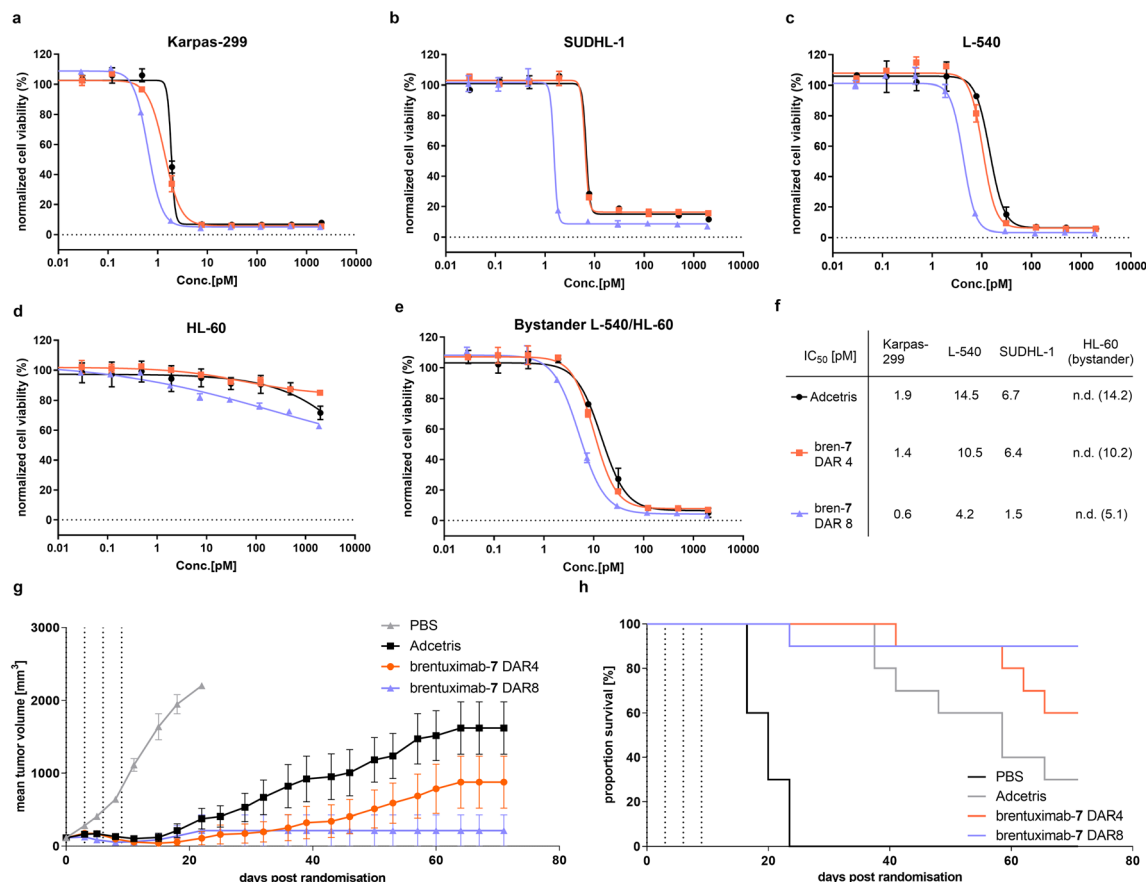 a
Karpas-299
normalized cell viability (%)
120
100
80
60
40
20
0
0.01 0.1 1 10 100 1000 10000
Conc.[pM]
b
SUDHL-1
normalized cell viability (%)
120
100
80
60
40
20
0
0.01 0.1 1 10 100 1000 10000
Conc.[pM]
c
L-540
normalized cell viability (%)
120
100
80
60
40
20
0
0.01 0.1 1 10 100 1000 10000
Conc.[pM]
d
HL-60
normalized cell viability (%)
120
100
80
60
40
20
0
0.01 0.1 1 10 100 1000 10000
Conc.[pM]
e
Bystander L-540/HL-60
normalized cell viability (%)
120
100
80
60
40
20
0
0.01 0.1 1 10 100 1000 10000
Conc.[pM]
f
IC50 [pM] Karpas-299 L-540 SUDHL-1 HL-60 (bystander)
Adcetris 1.9 14.5 6.7 n.d. (14.2)
bren-7 DAR 4 1.4 10.5 6.4 n.d. (10.2)
bren-7 DAR 8 0.6 4.2 1.5 n.d. (5.1)
g
mean tumor volume [mm³]
3000
2000
1000
0
0 20 40 60 80
days post randomisation
PBS
Adcetris
brentuximab-7 DAR4
brentuximab-7 DAR8
h
proportion survival [%]
100
80
60
40
20
0
0 20 40 60 80
days post randomisation
PBS
Adcetris
brentuximab-7 DAR4
brentuximab-7 DAR8